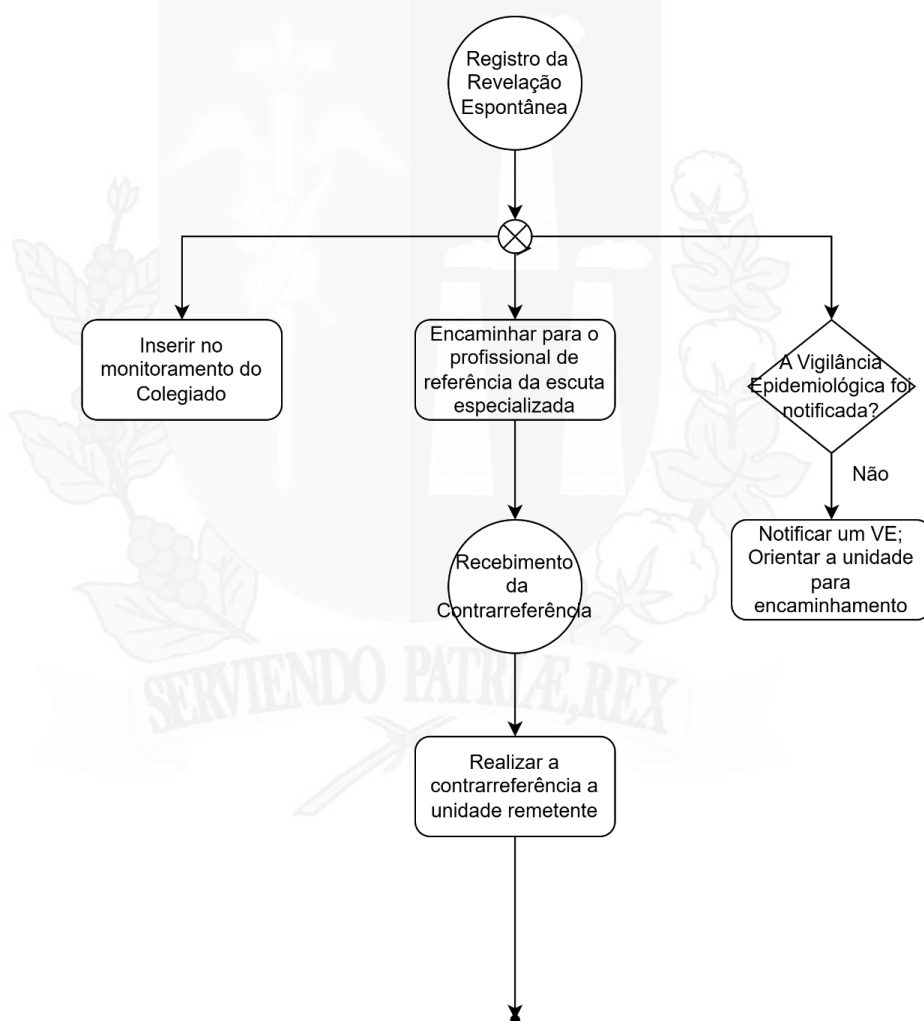 Registro da
Revelação
Espontânea
Inserir no
monitoramento do
Colegiado
Encaminhar para o
profissional de
referência da escuta
especializada
A Vigilância
Epidemiológica foi
notificada?
Não
Notificar um VE;
Orientar a unidade
para
encaminhamento
Recebimento
da
Contrarreferência
SERVIENDO PATRIÆ,REX
Realizar a
contrarreferência a
unidade remetente